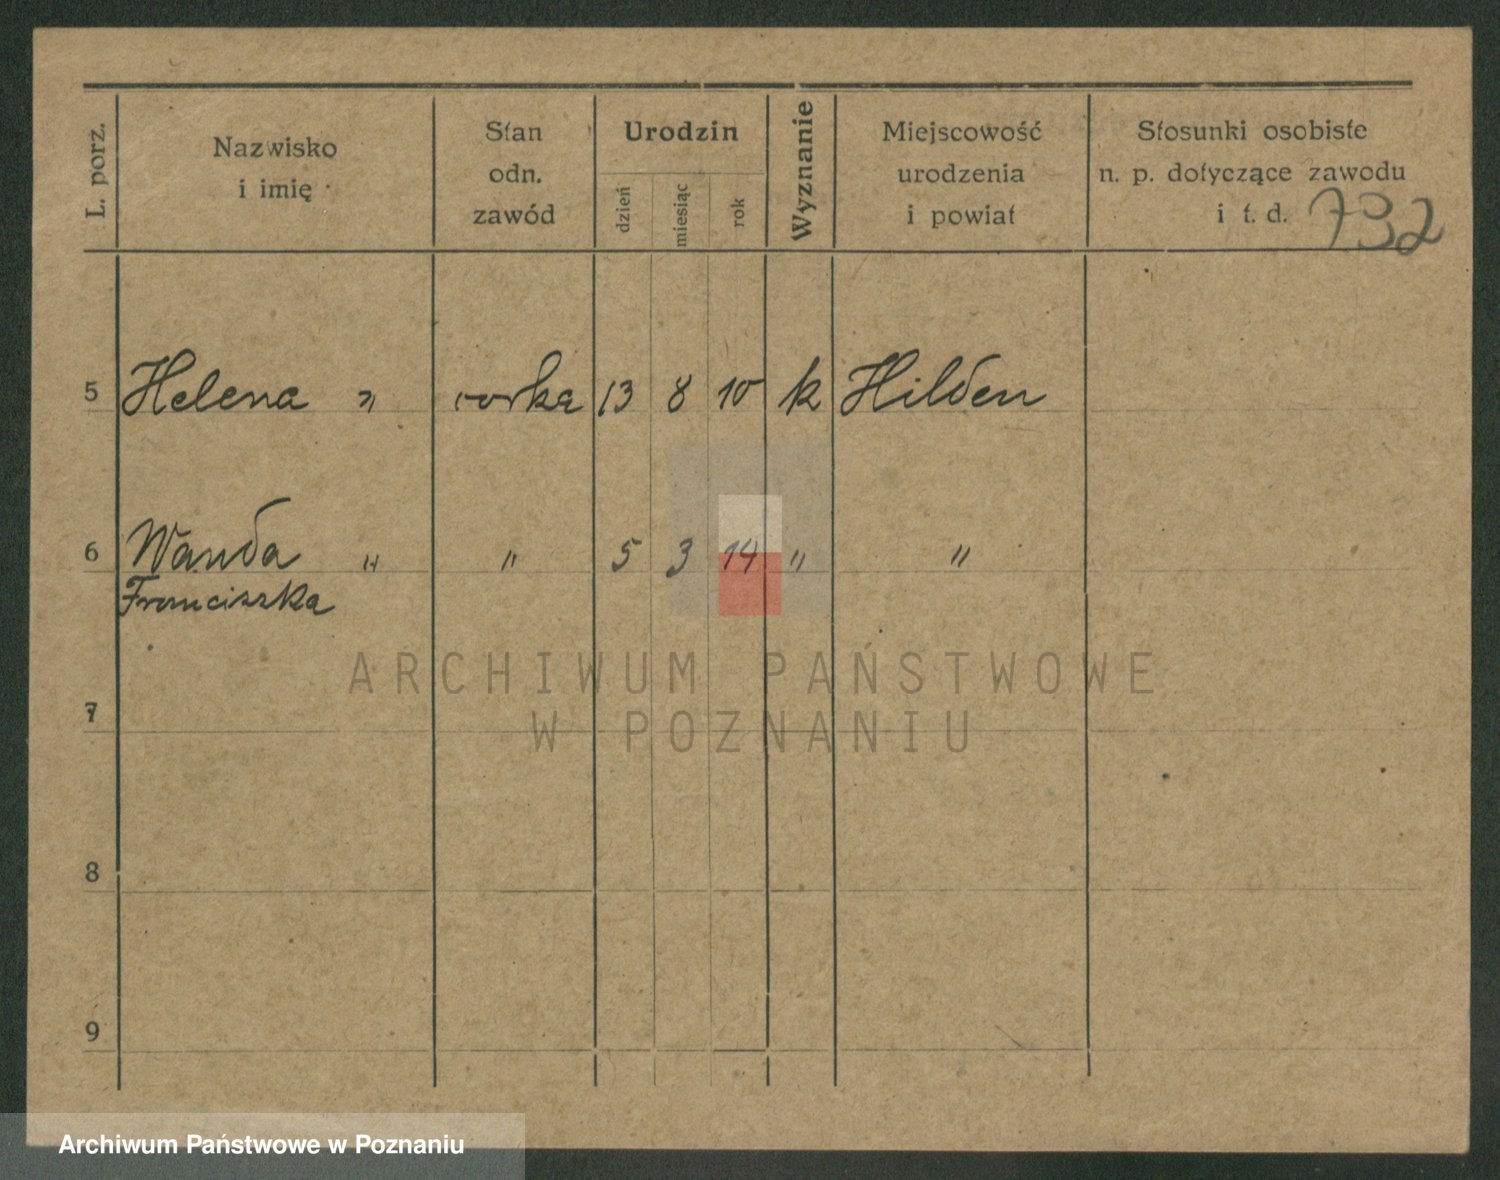 L. porz.
Nazwisko
i imię
Stan
odn.
zawód
Urodzin
dzień
miesiąc
rok
Wyznanie
Miejscowość
urodzenia
i powiat
Stosunki osobiste
n. p. dotyczące zawodu
i t. d.
732
5 Helena " corka 13 8 10 k Hilden
6 Wanda " " 5 3 14 " "
Franciszka
ARCHIWUM PAŃSTWOWE
W POZNANIU
7
8
9
Archiwum Państwowe w Poznaniu